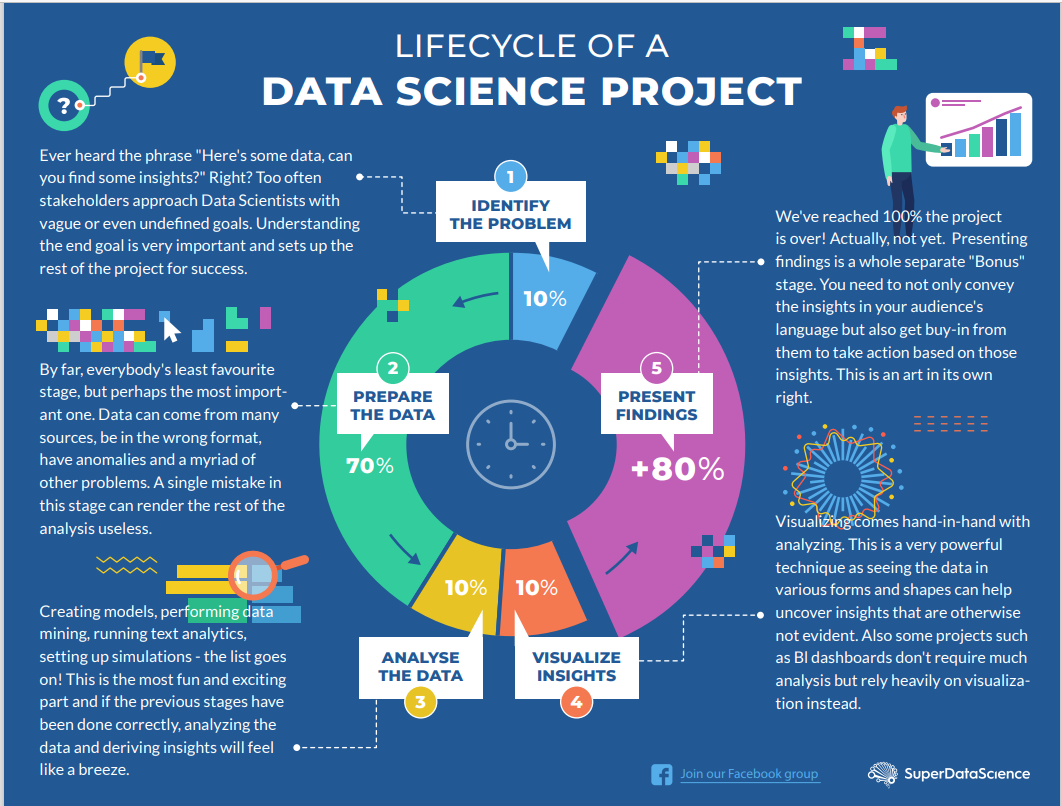 LIFECYCLE OF A
DATA SCIENCE PROJECT
?
Ever heard the phrase "Here's some data, can
you find some insights?" Right? Too often
stakeholders approach Data Scientists with
vague or even undefined goals. Understanding
the end goal is very important and sets up the
rest of the project for success.
1
IDENTIFY
THE PROBLEM
10%
By far, everybody's least favourite
stage, but perhaps the most import-
ant one. Data can come from many
sources, be in the wrong format,
have anomalies and a myriad of
other problems. A single mistake in
this stage can render the rest of the
analysis useless.
2
PREPARE
THE DATA
70%
Creating models, performing data
mining, running text analytics,
setting up simulations - the list goes
on! This is the most fun and exciting
part and if the previous stages have
been done correctly, analyzing the
data and deriving insights will feel
like a breeze.
10%
ANALYSE
THE DATA
3
10%
VISUALIZE
INSIGHTS
4
Visualizing comes hand-in-hand with
analyzing. This is a very powerful
technique as seeing the data in
various forms and shapes can help
uncover insights that are otherwise
not evident. Also some projects such
as BI dashboards don't require much
analysis but rely heavily on visualiza-
tion instead.
5
PRESENT
FINDINGS
+80%
We've reached 100% the project
is over! Actually, not yet. Presenting
findings is a whole separate "Bonus"
stage. You need to not only convey
the insights in your audience's
language but also get buy-in from
them to take action based on those
insights. This is an art in its own
right.
Join our Facebook group
SuperDataScience